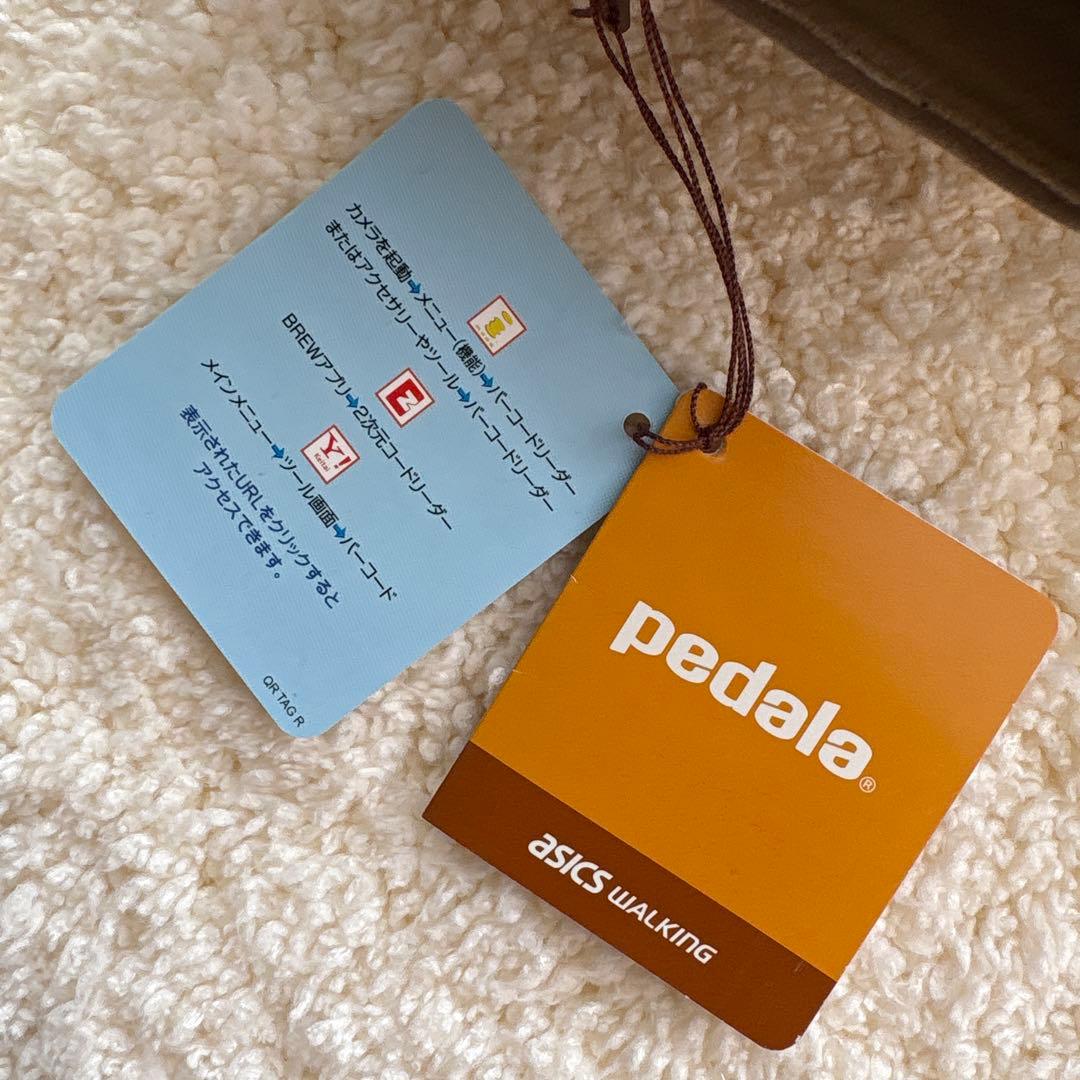 カメラを起動➡メニュー(機能)➡バーコードリーダー
またはアクセサリーやツール➡バーコードリーダー
BREWアプリ➡2次元コードリーダー
Y!
Keitai
メインメニュー➡ツール画面➡バーコード
表示されたURLをクリックすると
アクセスできます。
QR TAG R
pedala®
asics WALKING